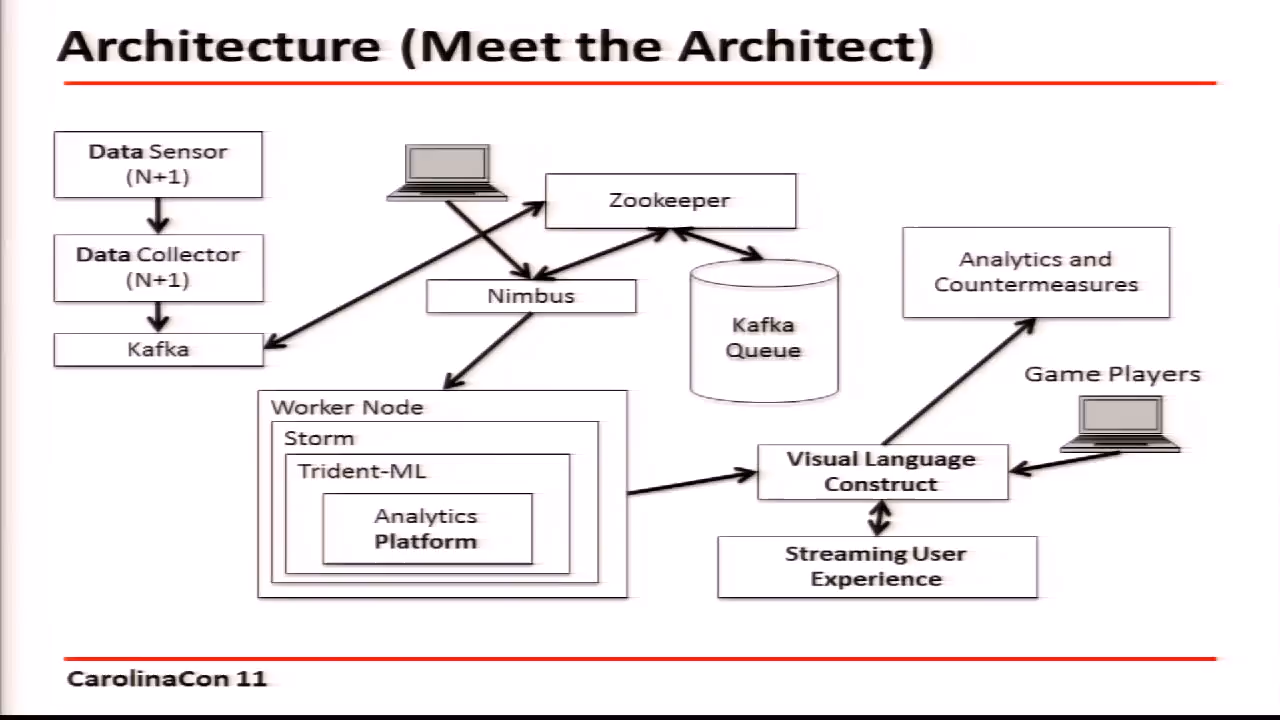 Architecture (Meet the Architect)
Data Sensor
(N+1)
Data Collector
(N+1)
Kafka
Zookeeper
Nimbus
Kafka
Queue
Analytics and
Countermeasures
Game Players
Worker Node
Storm
Trident-ML
Analytics
Platform
Visual Language
Construct
Streaming User
Experience
CarolinaCon 11